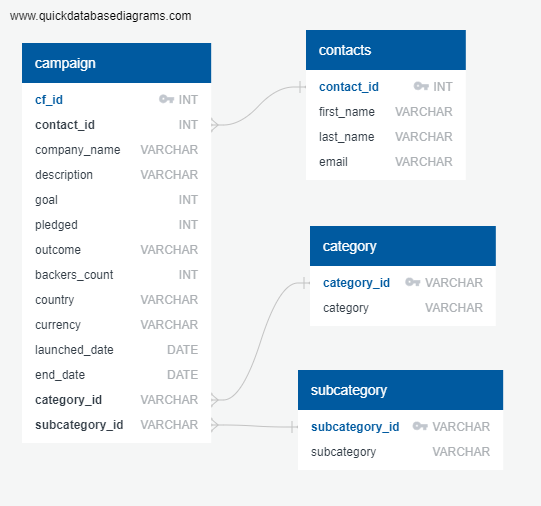 www.quickdatabasediagrams.com
campaign
cf_id INT
contact_id INT
company_name VARCHAR
description VARCHAR
goal INT
pledged INT
outcome VARCHAR
backers_count INT
country VARCHAR
currency VARCHAR
launched_date DATE
end_date DATE
category_id VARCHAR
subcategory_id VARCHAR
contacts
contact_id INT
first_name VARCHAR
last_name VARCHAR
email VARCHAR
category
category_id VARCHAR
category VARCHAR
subcategory
subcategory_id VARCHAR
subcategory VARCHAR